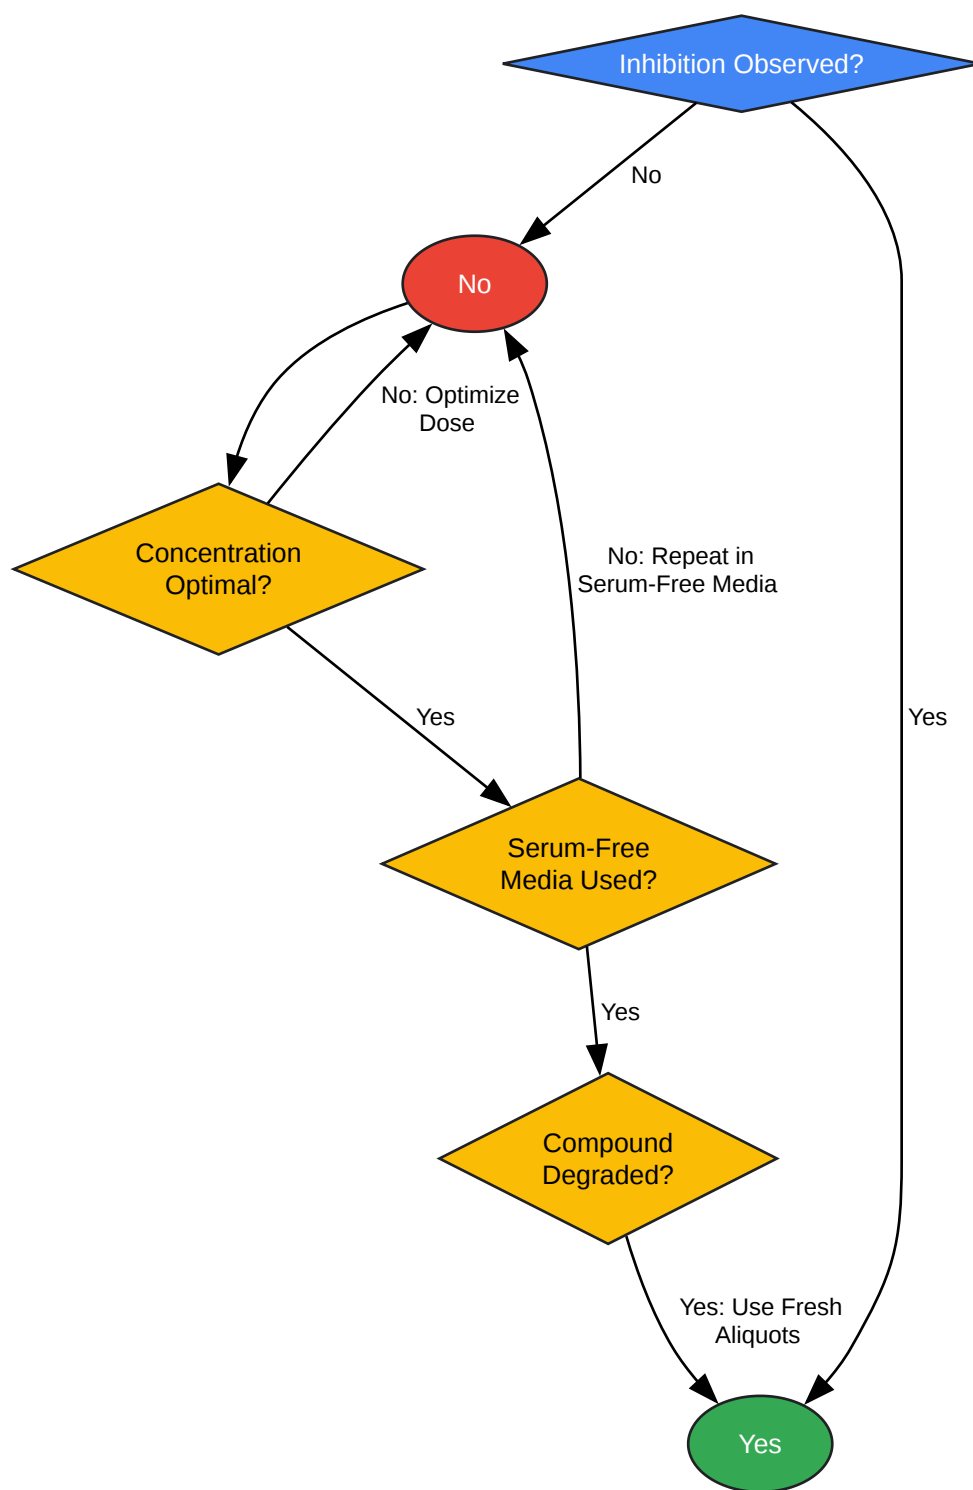 Inhibition Observed?
No
No
No: Optimize
Dose
Concentration
Optimal?
No: Repeat in
Serum-Free Media
Yes
Yes
Serum-Free
Media Used?
Yes
Compound
Degraded?
Yes: Use Fresh
Aliquots
Yes